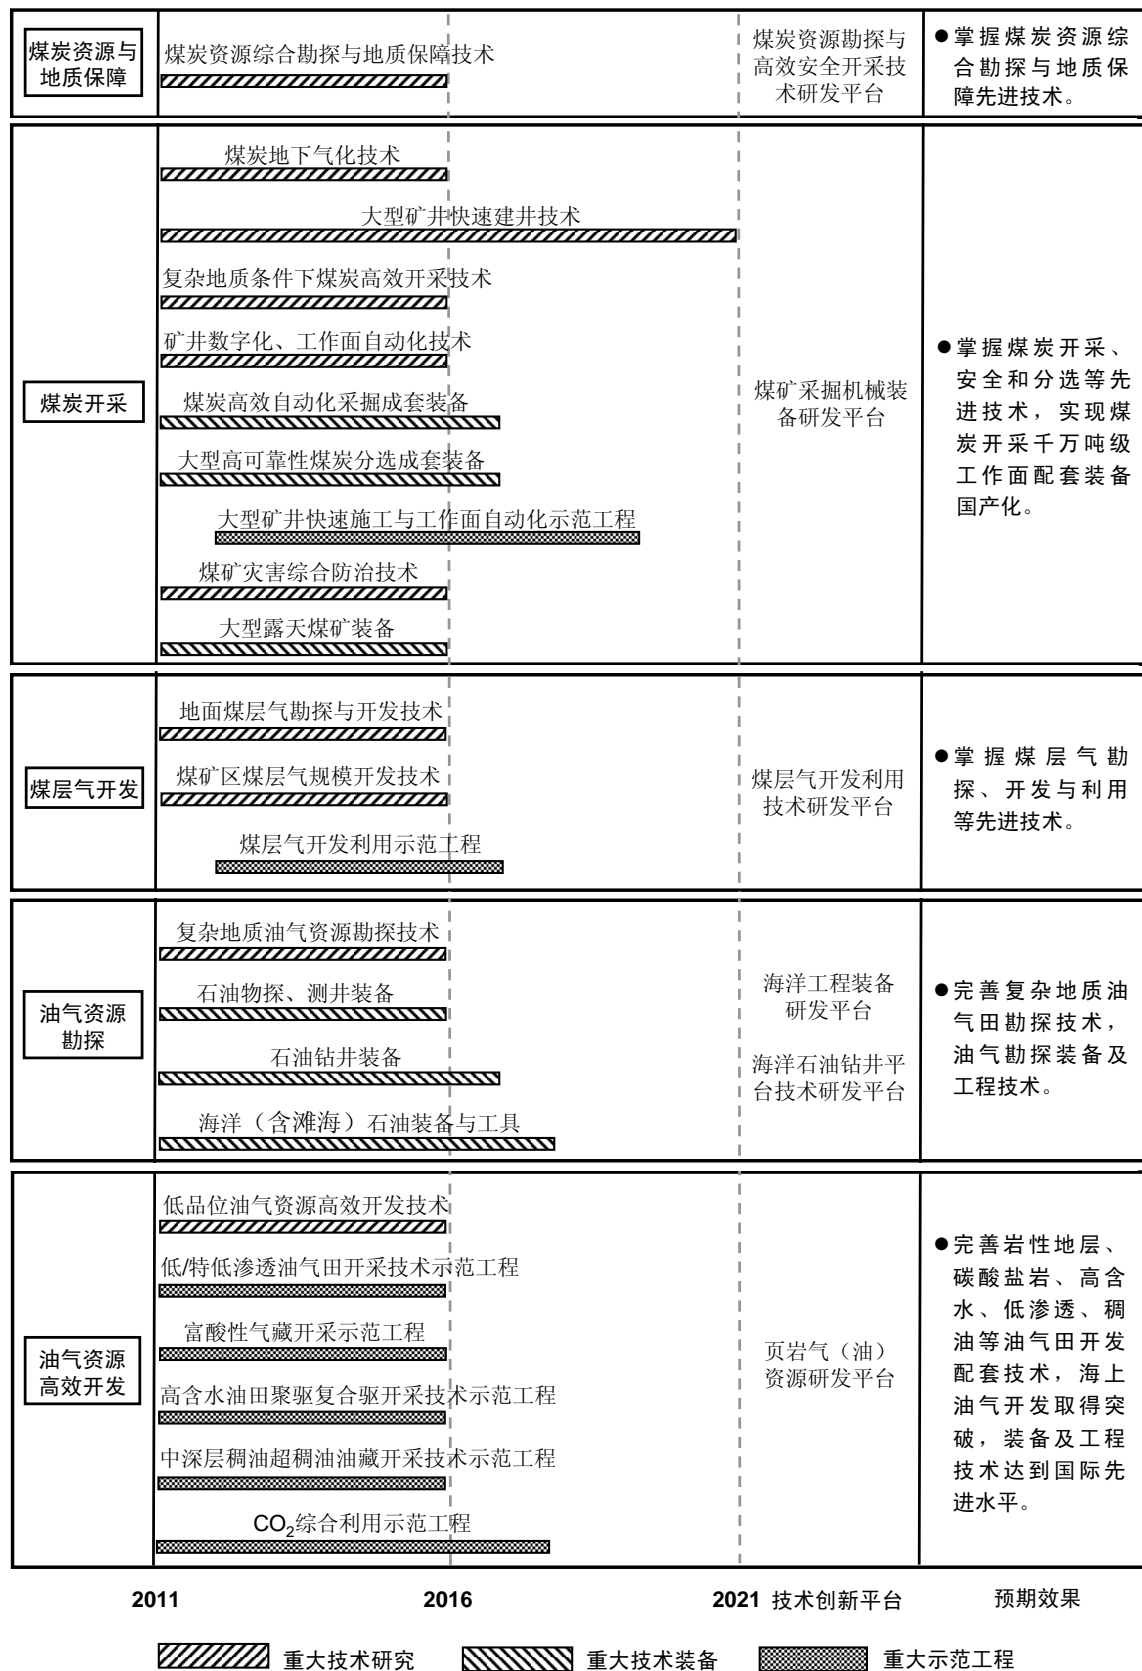 煤炭资源与
地质保障
煤炭资源综合勘探与地质保障技术
煤炭资源勘探与
高效安全开采技
术研发平台
●掌握煤炭资源综
合勘探与地质保
障先进技术。
煤炭开采
煤炭地下气化技术
大型矿井快速建井技术
复杂地质条件下煤炭高效开采技术
矿井数字化、工作面自动化技术
煤炭高效自动化采掘成套装备
大型高可靠性煤炭分选成套装备
大型矿井快速施工与工作面自动化示范工程
煤矿灾害综合防治技术
大型露天煤矿装备
煤矿采掘机械装
备研发平台
●掌握煤炭开采、
安全和分选等先
进技术，实现煤
炭开采千万吨级
工作面配套装备
国产化。
煤层气开发
地面煤层气勘探与开发技术
煤矿区煤层气规模开发技术
煤层气开发利用示范工程
煤层气开发利用
技术研发平台
●掌握煤层气勘
探、开发与利用
等先进技术。
油气资源
勘探
复杂地质油气资源勘探技术
石油物探、测井装备
石油钻井装备
海洋（含滩海）石油装备与工具
海洋工程装备
研发平台
海洋石油钻井平
台技术研发平台
●完善复杂地质油
气田勘探技术，
油气勘探装备及
工程技术。
油气资源
高效开发
低品位油气资源高效开发技术
低/特低渗透油气田开采技术示范工程
富酸性气藏开采示范工程
高含水油田聚驱复合驱开采技术示范工程
中深层稠油超稠油油藏开采技术示范工程
CO₂综合利用示范工程
页岩气（油）
资源研发平台
●完善岩性地层、
碳酸盐岩、高含
水、低渗透、稠
油等油气田开发
配套技术，海上
油气开发取得突
破，装备及工程
技术达到国际先
进水平。
2011 2016 2021 技术创新平台 预期效果
重大技术研究 重大技术装备 重大示范工程